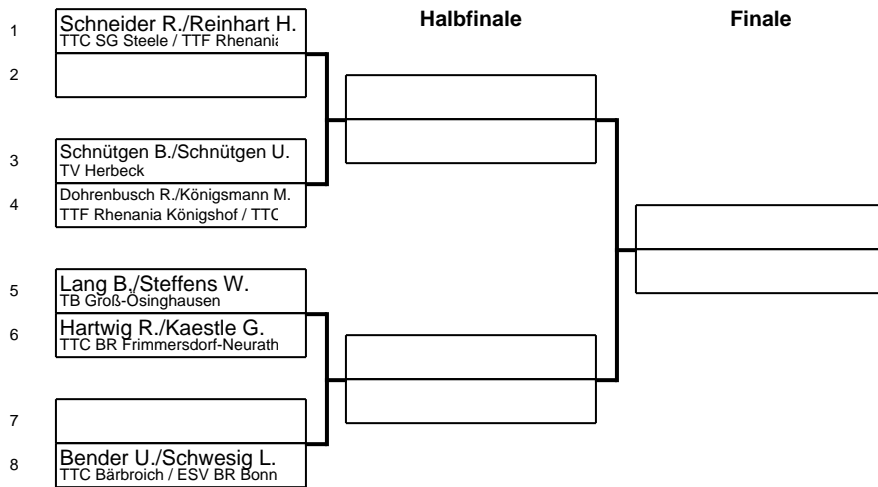 Halbfinale
Finale
1
Schneider R./Reinhart H.
TTC SG Steele / TTF Rhenania
2
3
Schnütgen B./Schnütgen U.
TV Herbeck
4
Dohrenbusch R./Königsmann M.
TTF Rhenania Königshof / TTC
5
Lang B./Steffens W.
TB Groß-Ösinghausen
6
Hartwig R./Kaestle G.
TTC BR Frimmersdorf-Neurath
7
8
Bender U./Schwesig L.
TTC Bärbroich / ESV BR Bonn